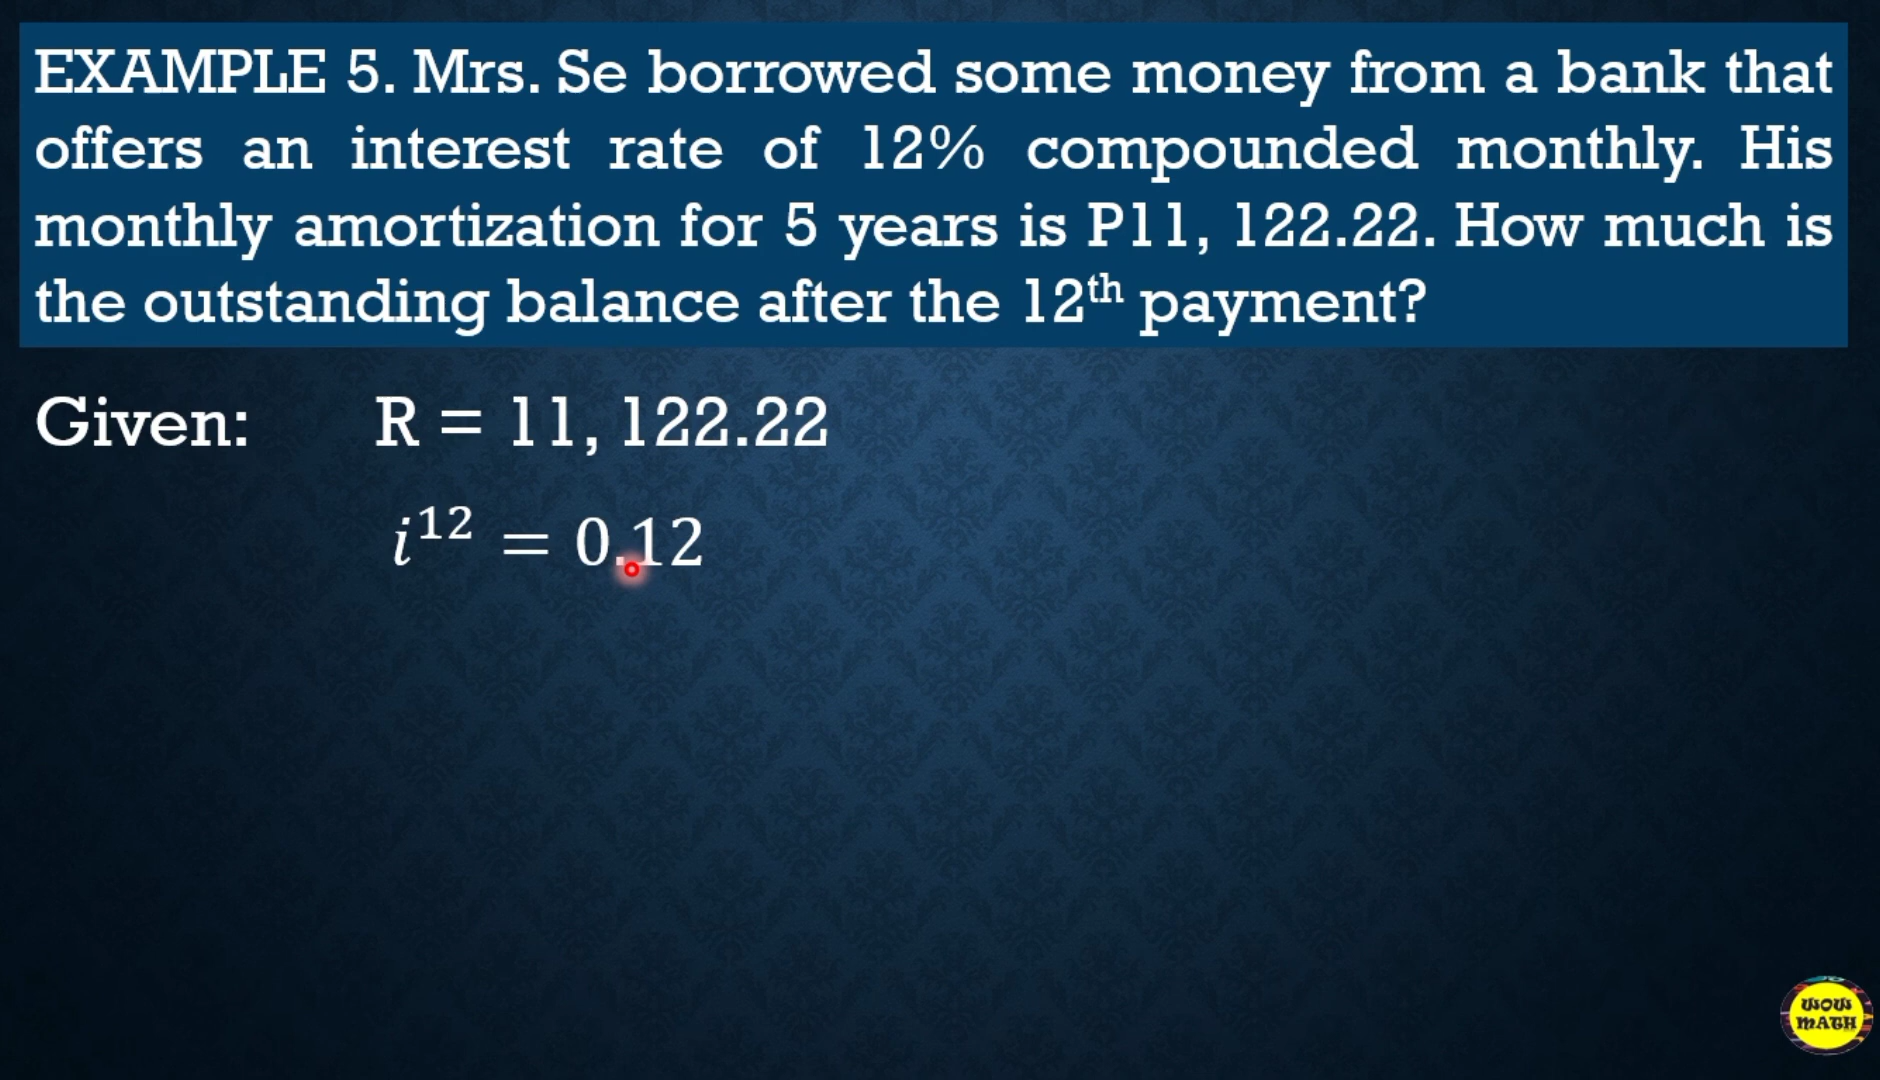 EXAMPLE 5. Mrs. Se borrowed some money from a bank that
offers an interest rate of 12% compounded monthly. His
monthly amortization for 5 years is P11, 122.22. How much is
the outstanding balance after the 12th payment?
Given: R = 11, 122.22
i^12 = 0.12
WOW
MATH